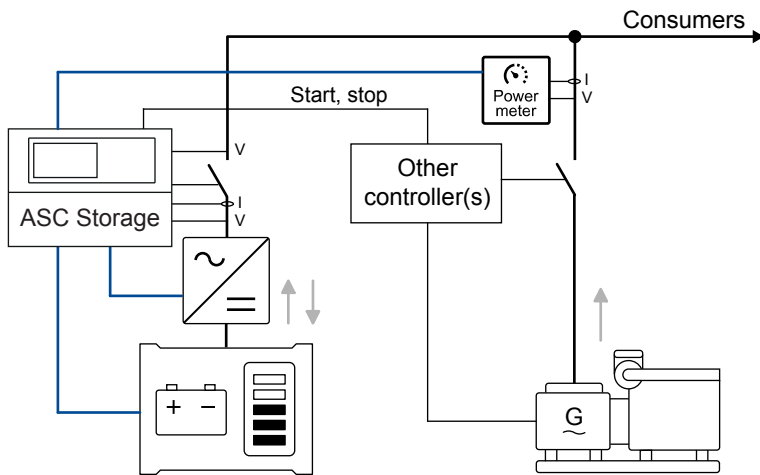 Consumers
I
V
Power
meter
Start, stop
V
Other
controller(s)
I
V
ASC Storage
+ −
G
~